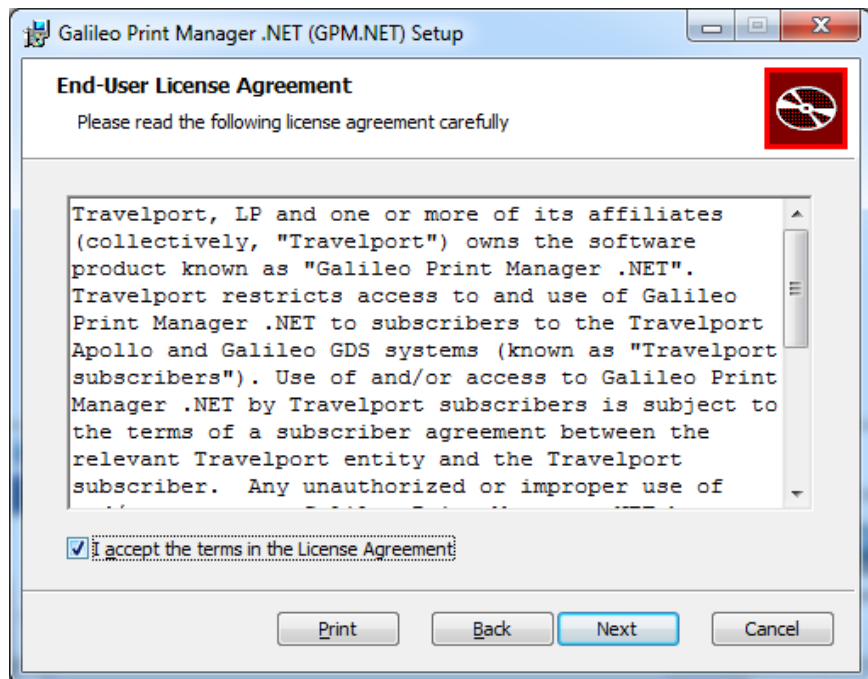 Galileo Print Manager .NET (GPM.NET) Setup
End-User License Agreement
Please read the following license agreement carefully
Travelport, LP and one or more of its affiliates
(collectively, "Travelport") owns the software
product known as "Galileo Print Manager .NET".
Travelport restricts access to and use of Galileo
Print Manager .NET to subscribers to the Travelport
Apollo and Galileo GDS systems (known as "Travelport
subscribers"). Use of and/or access to Galileo Print
Manager .NET by Travelport subscribers is subject to
the terms of a subscriber agreement between the
relevant Travelport entity and the Travelport
subscriber.  Any unauthorized or improper use of
I accept the terms in the License Agreement
Print Back Next Cancel